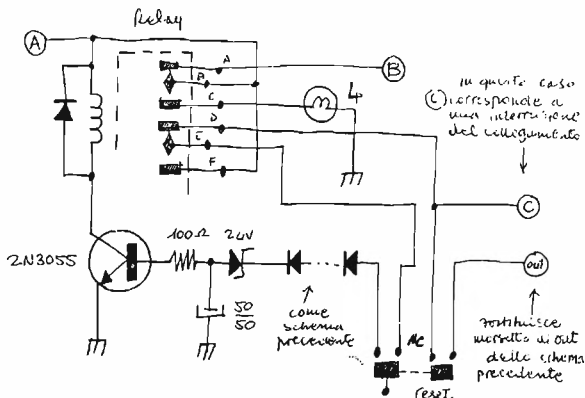 Relay
A
A
B
B
C
m
4
D
E
F
in questo caso
C corrisponde a
una interruzione
del collegamento
C
2N3055
100Ω
24V
50
50
come
schema
precedente
NC
reset
out
sostituisce
morsetto di out
dello schema
precedente